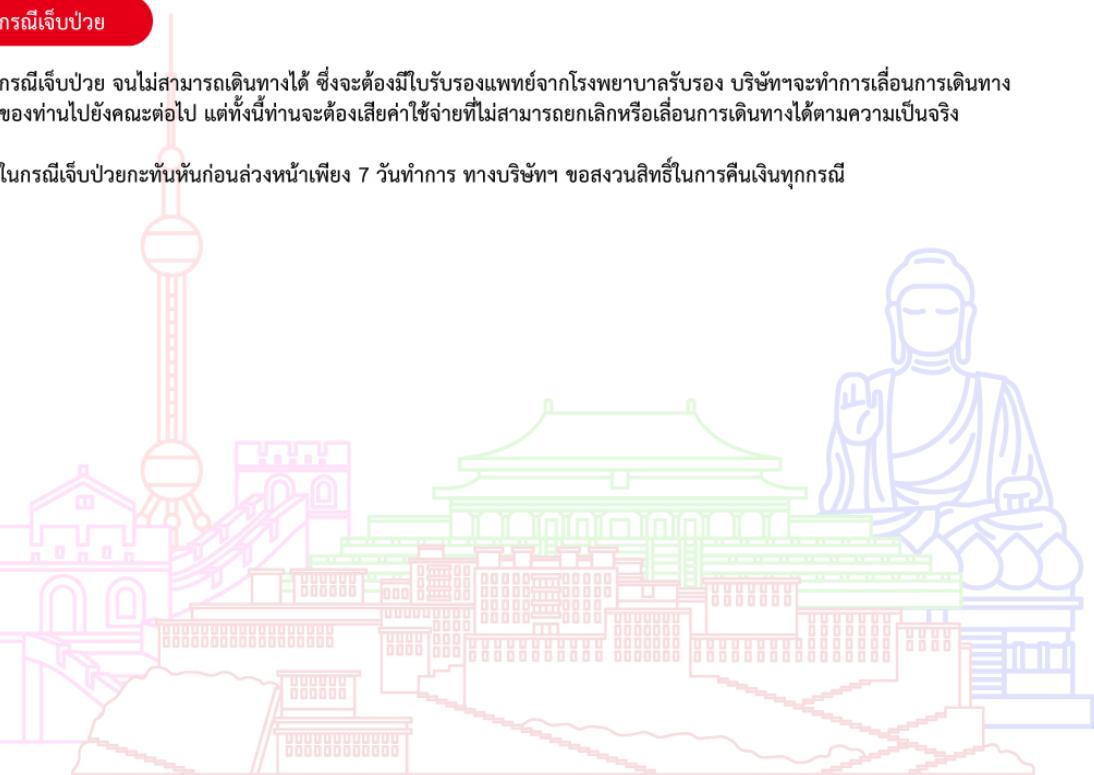 กรณีเจ็บป่วย
กรณีเจ็บป่วย จนไม่สามารถเดินทางได้ ซึ่งจะต้องมีใบรับรองแพทย์จากโรงพยาบาลรับรอง บริษัทฯจะทำการเลื่อนการเดินทาง
ของท่านไปยังคณะต่อไป แต่ทั้งนี้ท่านจะต้องเสียค่าใช้จ่ายที่ไม่สามารถยกเลิกหรือเลื่อนการเดินทางได้ตามความเป็นจริง
ในกรณีเจ็บป่วยกะทันหันก่อนล่วงหน้าเพียง 7 วันทำการ ทางบริษัทฯ ขอสงวนสิทธิ์ในการคืนเงินทุกกรณี